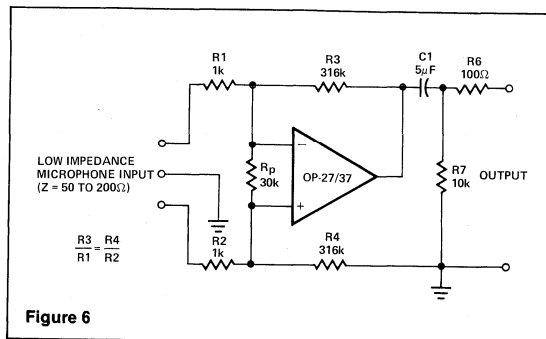 R1
1k
R3
316k
C1
5µF
R6
100Ω
LOW IMPEDANCE
MICROPHONE INPUT
(Z = 50 TO 200Ω)
Rp
30k
−
+
OP-27/37
R7
10k
OUTPUT
R3/R1 = R4/R2
R2
1k
R4
316k
Figure 6